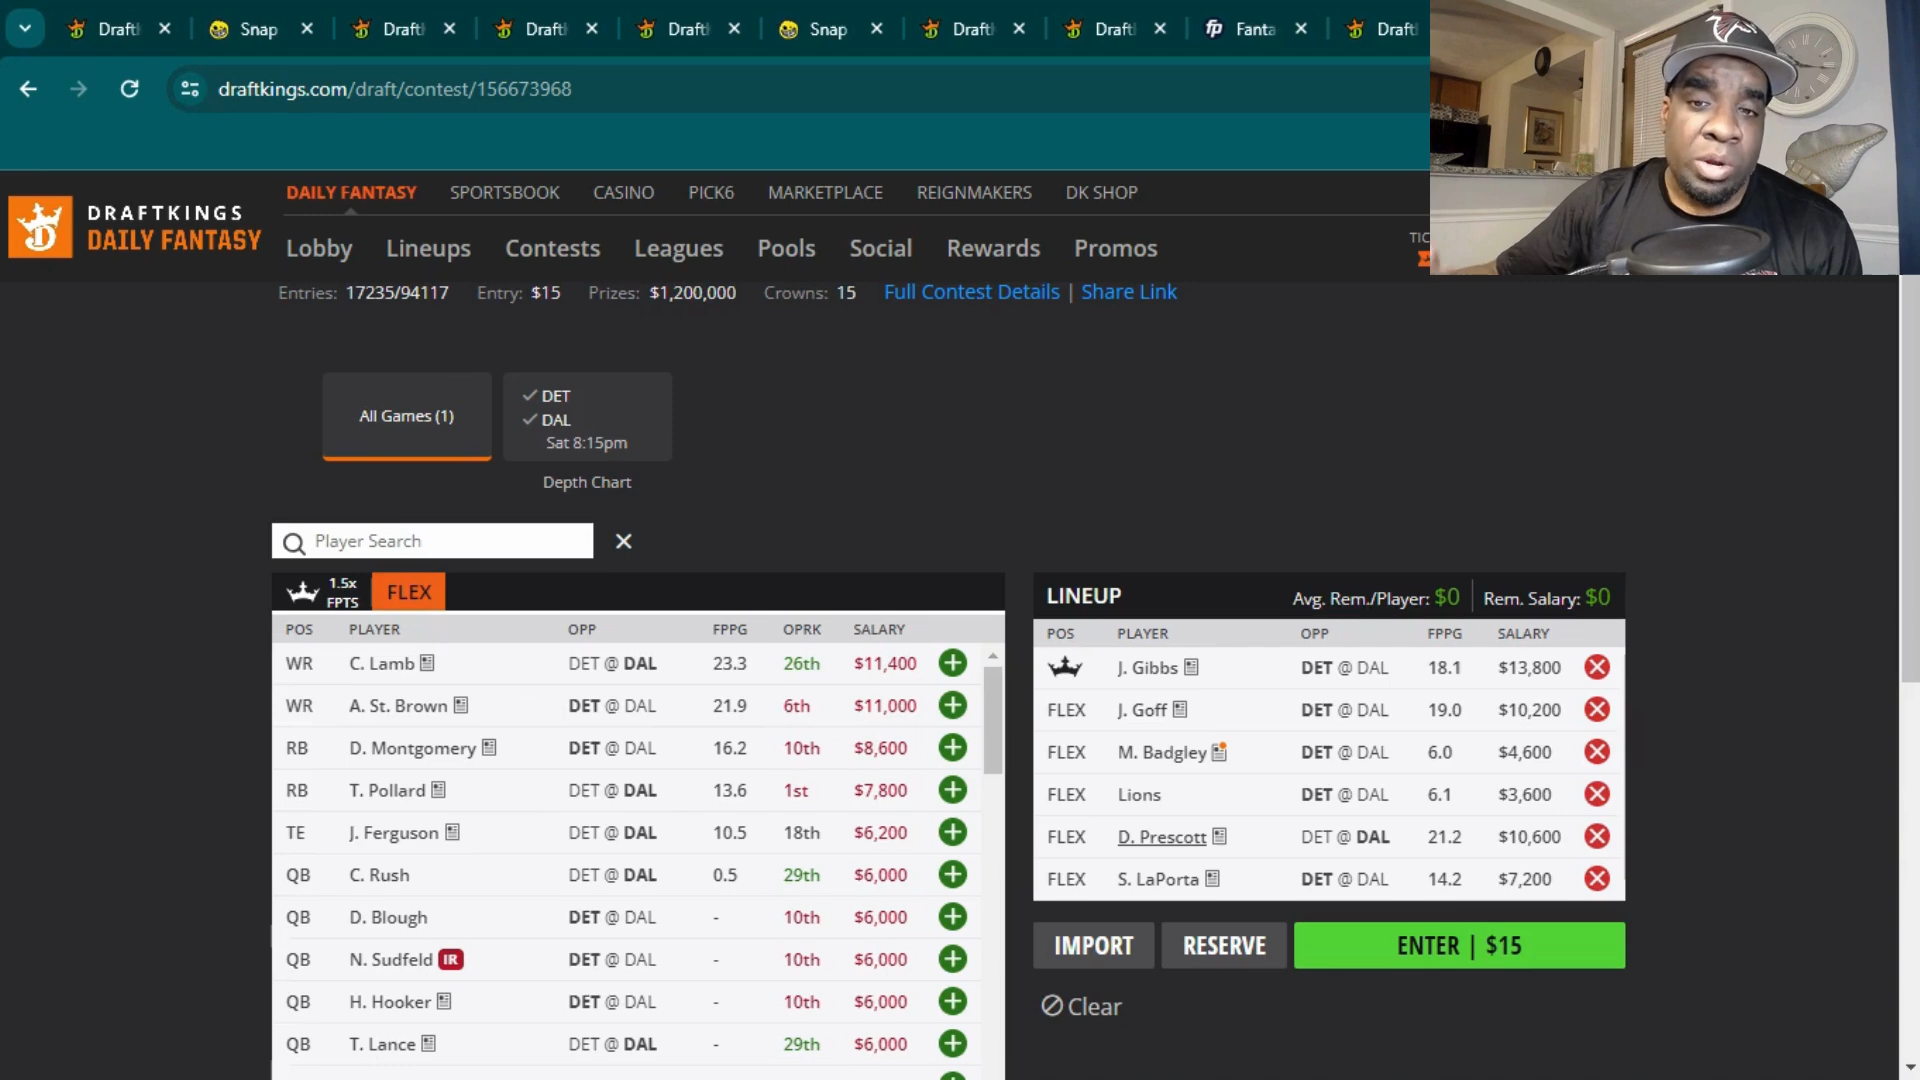 Draft
Snap
Draft
Draft
Draft
Snap
Draft
Draft
fp Fanta
Draft
draftkings.com/draft/contest/156673968
DRAFTKINGS
DAILY FANTASY
DAILY FANTASY SPORTSBOOK CASINO PICK6 MARKETPLACE REIGNMAKERS DK SHOP
Lobby Lineups Contests Leagues Pools Social Rewards Promos
TIC
Entries: 17235/94117 Entry: $15 Prizes: $1,200,000 Crowns: 15 Full Contest Details | Share Link
All Games (1)
DET
DAL
Sat 8:15pm
Depth Chart
Player Search
1.5x
FPTS
FLEX
POS PLAYER OPP FPPG OPRK SALARY
WR C. Lamb DET @ DAL 23.3 26th $11,400
WR A. St. Brown DET @ DAL 21.9 6th $11,000
RB D. Montgomery DET @ DAL 16.2 10th $8,600
RB T. Pollard DET @ DAL 13.6 1st $7,800
TE J. Ferguson DET @ DAL 10.5 18th $6,200
QB C. Rush DET @ DAL 0.5 29th $6,000
QB D. Blough DET @ DAL - 10th $6,000
QB N. Sudfeld IR DET @ DAL - 10th $6,000
QB H. Hooker DET @ DAL - 10th $6,000
QB T. Lance DET @ DAL - 29th $6,000
LINEUP Avg. Rem./Player: $0 Rem. Salary: $0
POS PLAYER OPP FPPG SALARY
J. Gibbs DET @ DAL 18.1 $13,800
FLEX J. Goff DET @ DAL 19.0 $10,200
FLEX M. Badgley DET @ DAL 6.0 $4,600
FLEX Lions DET @ DAL 6.1 $3,600
FLEX D. Prescott DET @ DAL 21.2 $10,600
FLEX S. LaPorta DET @ DAL 14.2 $7,200
IMPORT RESERVE ENTER | $15
Clear